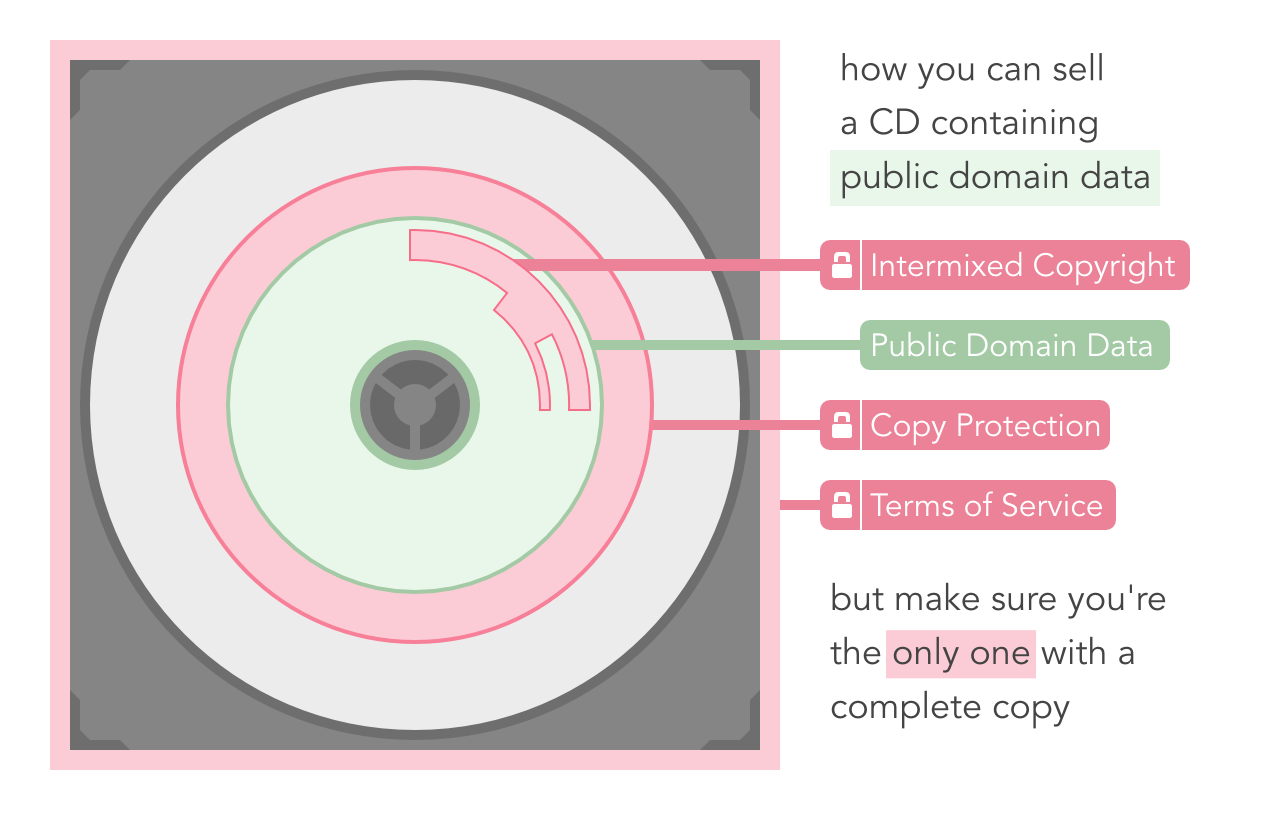 how you can sell
a CD containing
public domain data
Intermixed Copyright
Public Domain Data
Copy Protection
Terms of Service
but make sure you're
the only one with a
complete copy